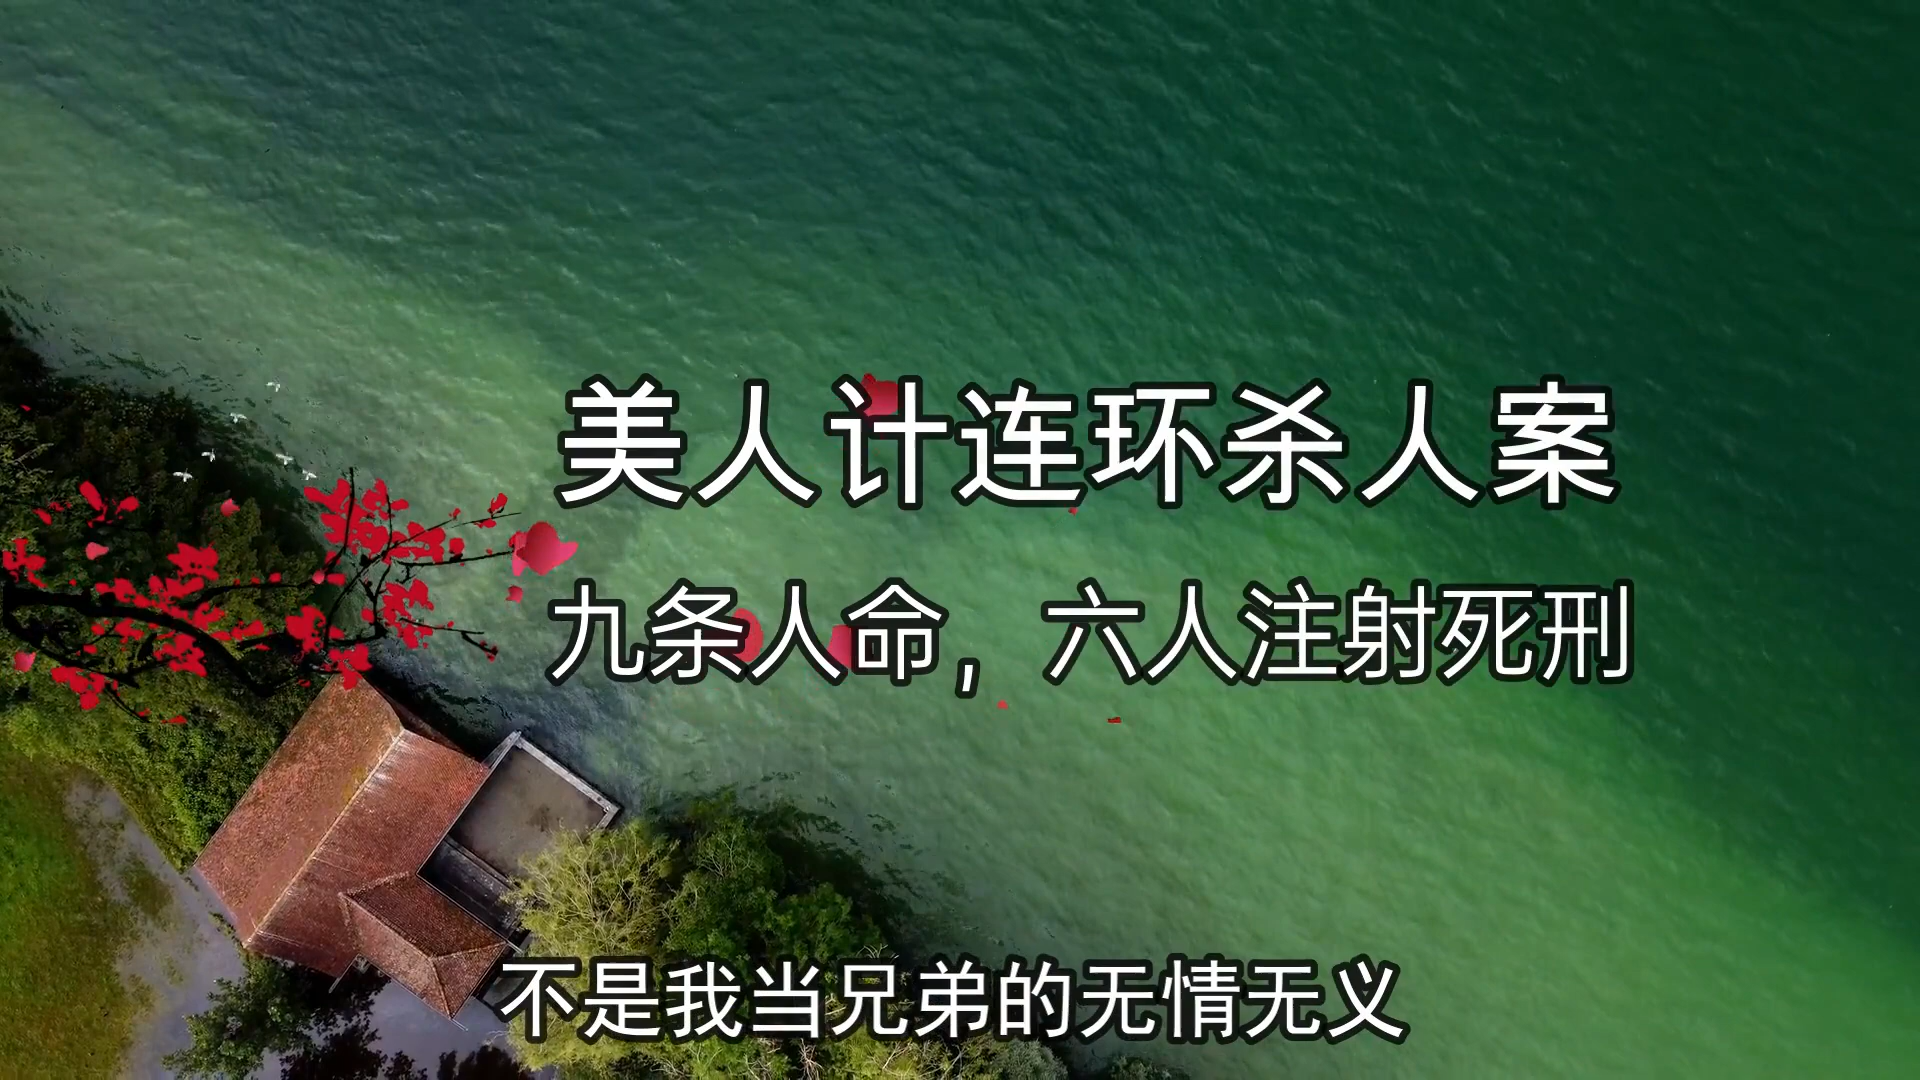 美人计连环杀人案
九条人命，六人注射死刑
不是我当兄弟的无情无义